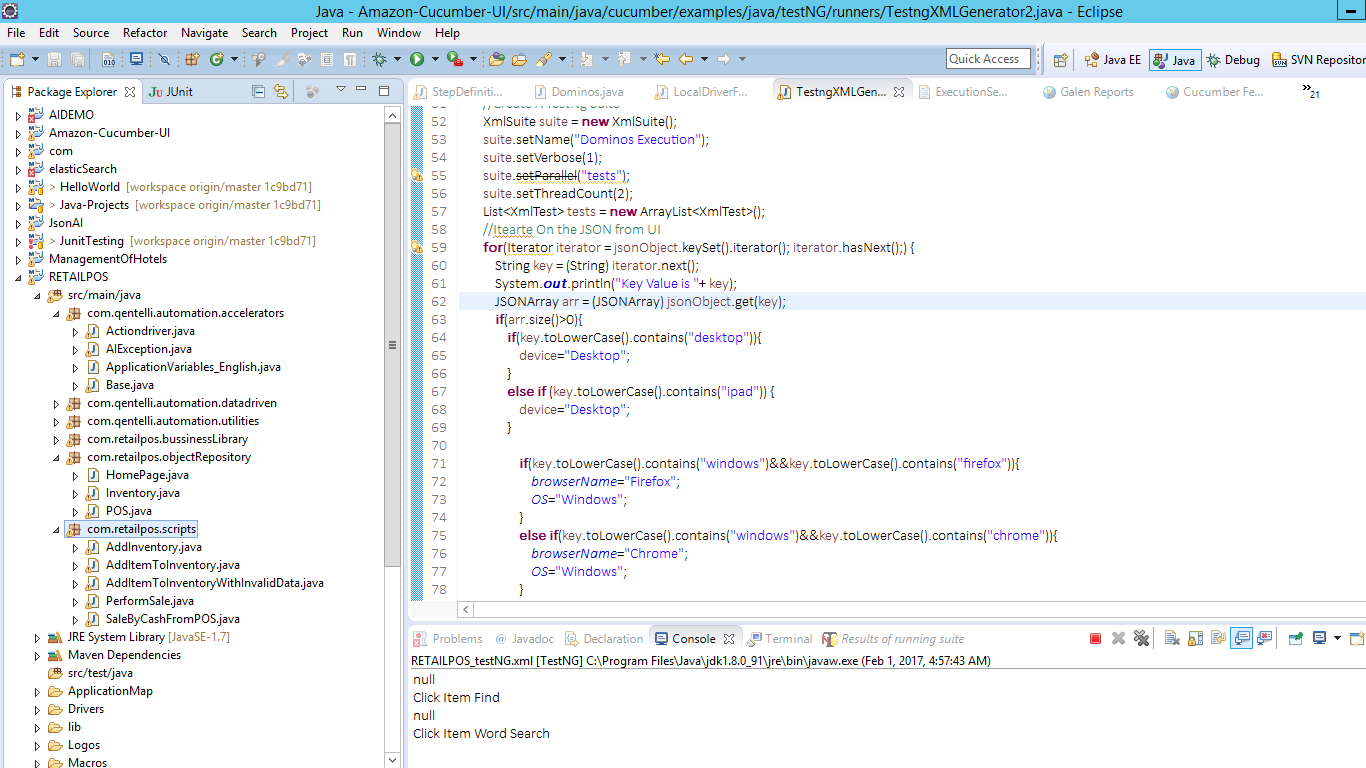 Java - Amazon-Cucumber-UI/src/main/java/cucumber/examples/java/testNG/runners/TestngXMLGenerator2.java - Eclipse
File Edit Source Refactor Navigate Search Project Run Window Help
Quick Access Java EE Java Debug SVN Repositor
Package Explorer JUnit
AIDEMO
Amazon-Cucumber-UI
com
elasticSearch
> HelloWorld [workspace origin/master 1c9bd71]
> Java-Projects [workspace origin/master 1c9bd71]
JsonAI
> JunitTesting [workspace origin/master 1c9bd71]
ManagementOfHotels
RETAILPOS
src/main/java
com.qentelli.automation.accelerators
Actiondriver.java
AIException.java
ApplicationVariables_English.java
Base.java
com.qentelli.automation.datadriven
com.qentelli.automation.utilities
com.retailpos.bussinessLibrary
com.retailpos.objectRepository
HomePage.java
Inventory.java
POS.java
com.retailpos.scripts
AddInventory.java
AddItemToInventory.java
AddItemToInventoryWithInvalidData.java
PerformSale.java
SaleByCashFromPOS.java
JRE System Library [JavaSE-1.7]
Maven Dependencies
src/test/java
ApplicationMap
Drivers
lib
Logos
Macros
StepDefiniti... Dominos.java LocalDriverF... TestngXMLGen... ExecutionSe... Galen Reports Cucumber Fe... »21
51 //Create A TestNG Suite
52 XmlSuite suite = new XmlSuite();
53 suite.setName("Dominos Execution");
54 suite.setVerbose(1);
55 suite.setParallel("tests");
56 suite.setThreadCount(2);
57 List<XmlTest> tests = new ArrayList<XmlTest>();
58 //Itearte On the JSON from UI
59 for(Iterator iterator = jsonObject.keySet().iterator(); iterator.hasNext();) {
60 String key = (String) iterator.next();
61 System.out.println("Key Value is "+ key);
62 JSONArray arr = (JSONArray) jsonObject.get(key);
63 if(arr.size()>0){
64 if(key.toLowerCase().contains("desktop")){
65 device="Desktop";
66 }
67 else if (key.toLowerCase().contains("ipad")) {
68 device="Desktop";
69 }
70
71 if(key.toLowerCase().contains("windows")&&key.toLowerCase().contains("firefox")){
72 browserName="Firefox";
73 OS="Windows";
74 }
75 else if(key.toLowerCase().contains("windows")&&key.toLowerCase().contains("chrome")){
76 browserName="Chrome";
77 OS="Windows";
78 }
Problems Javadoc Declaration Console Terminal Results of running suite
RETAILPOS_testNG.xml [TestNG] C:\Program Files\Java\jdk1.8.0_91\jre\bin\javaw.exe (Feb 1, 2017, 4:57:43 AM)
null
Click Item Find
null
Click Item Word Search